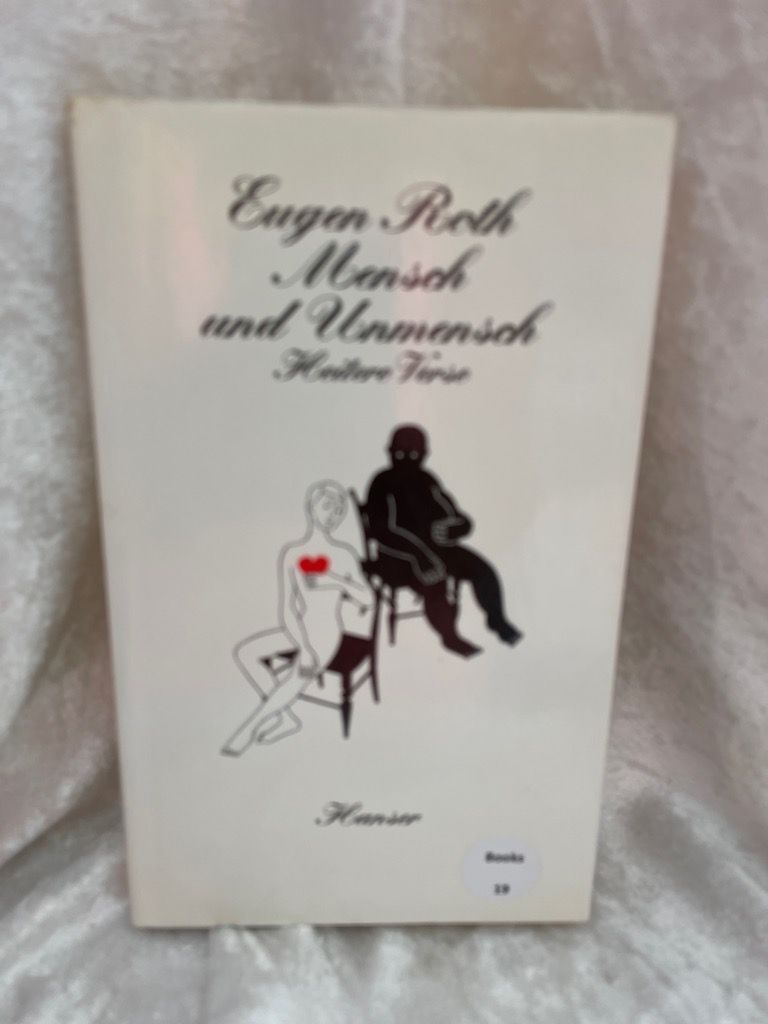 Eugen Roth
Mensch
und Unmensch
Heitere Verse
Hanser
Books
19